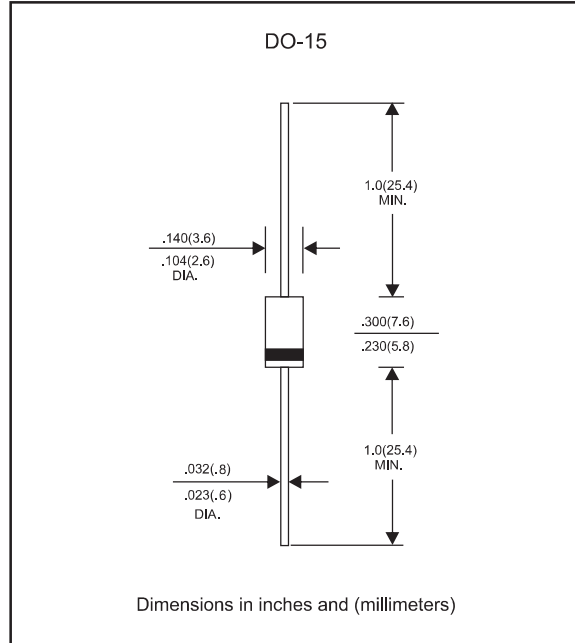 DO-15
1.0(25.4)
MIN.
.140(3.6)
.104(2.6)
DIA.
.300(7.6)
.230(5.8)
1.0(25.4)
MIN.
.032(.8)
.023(.6)
DIA.
Dimensions in inches and (millimeters)